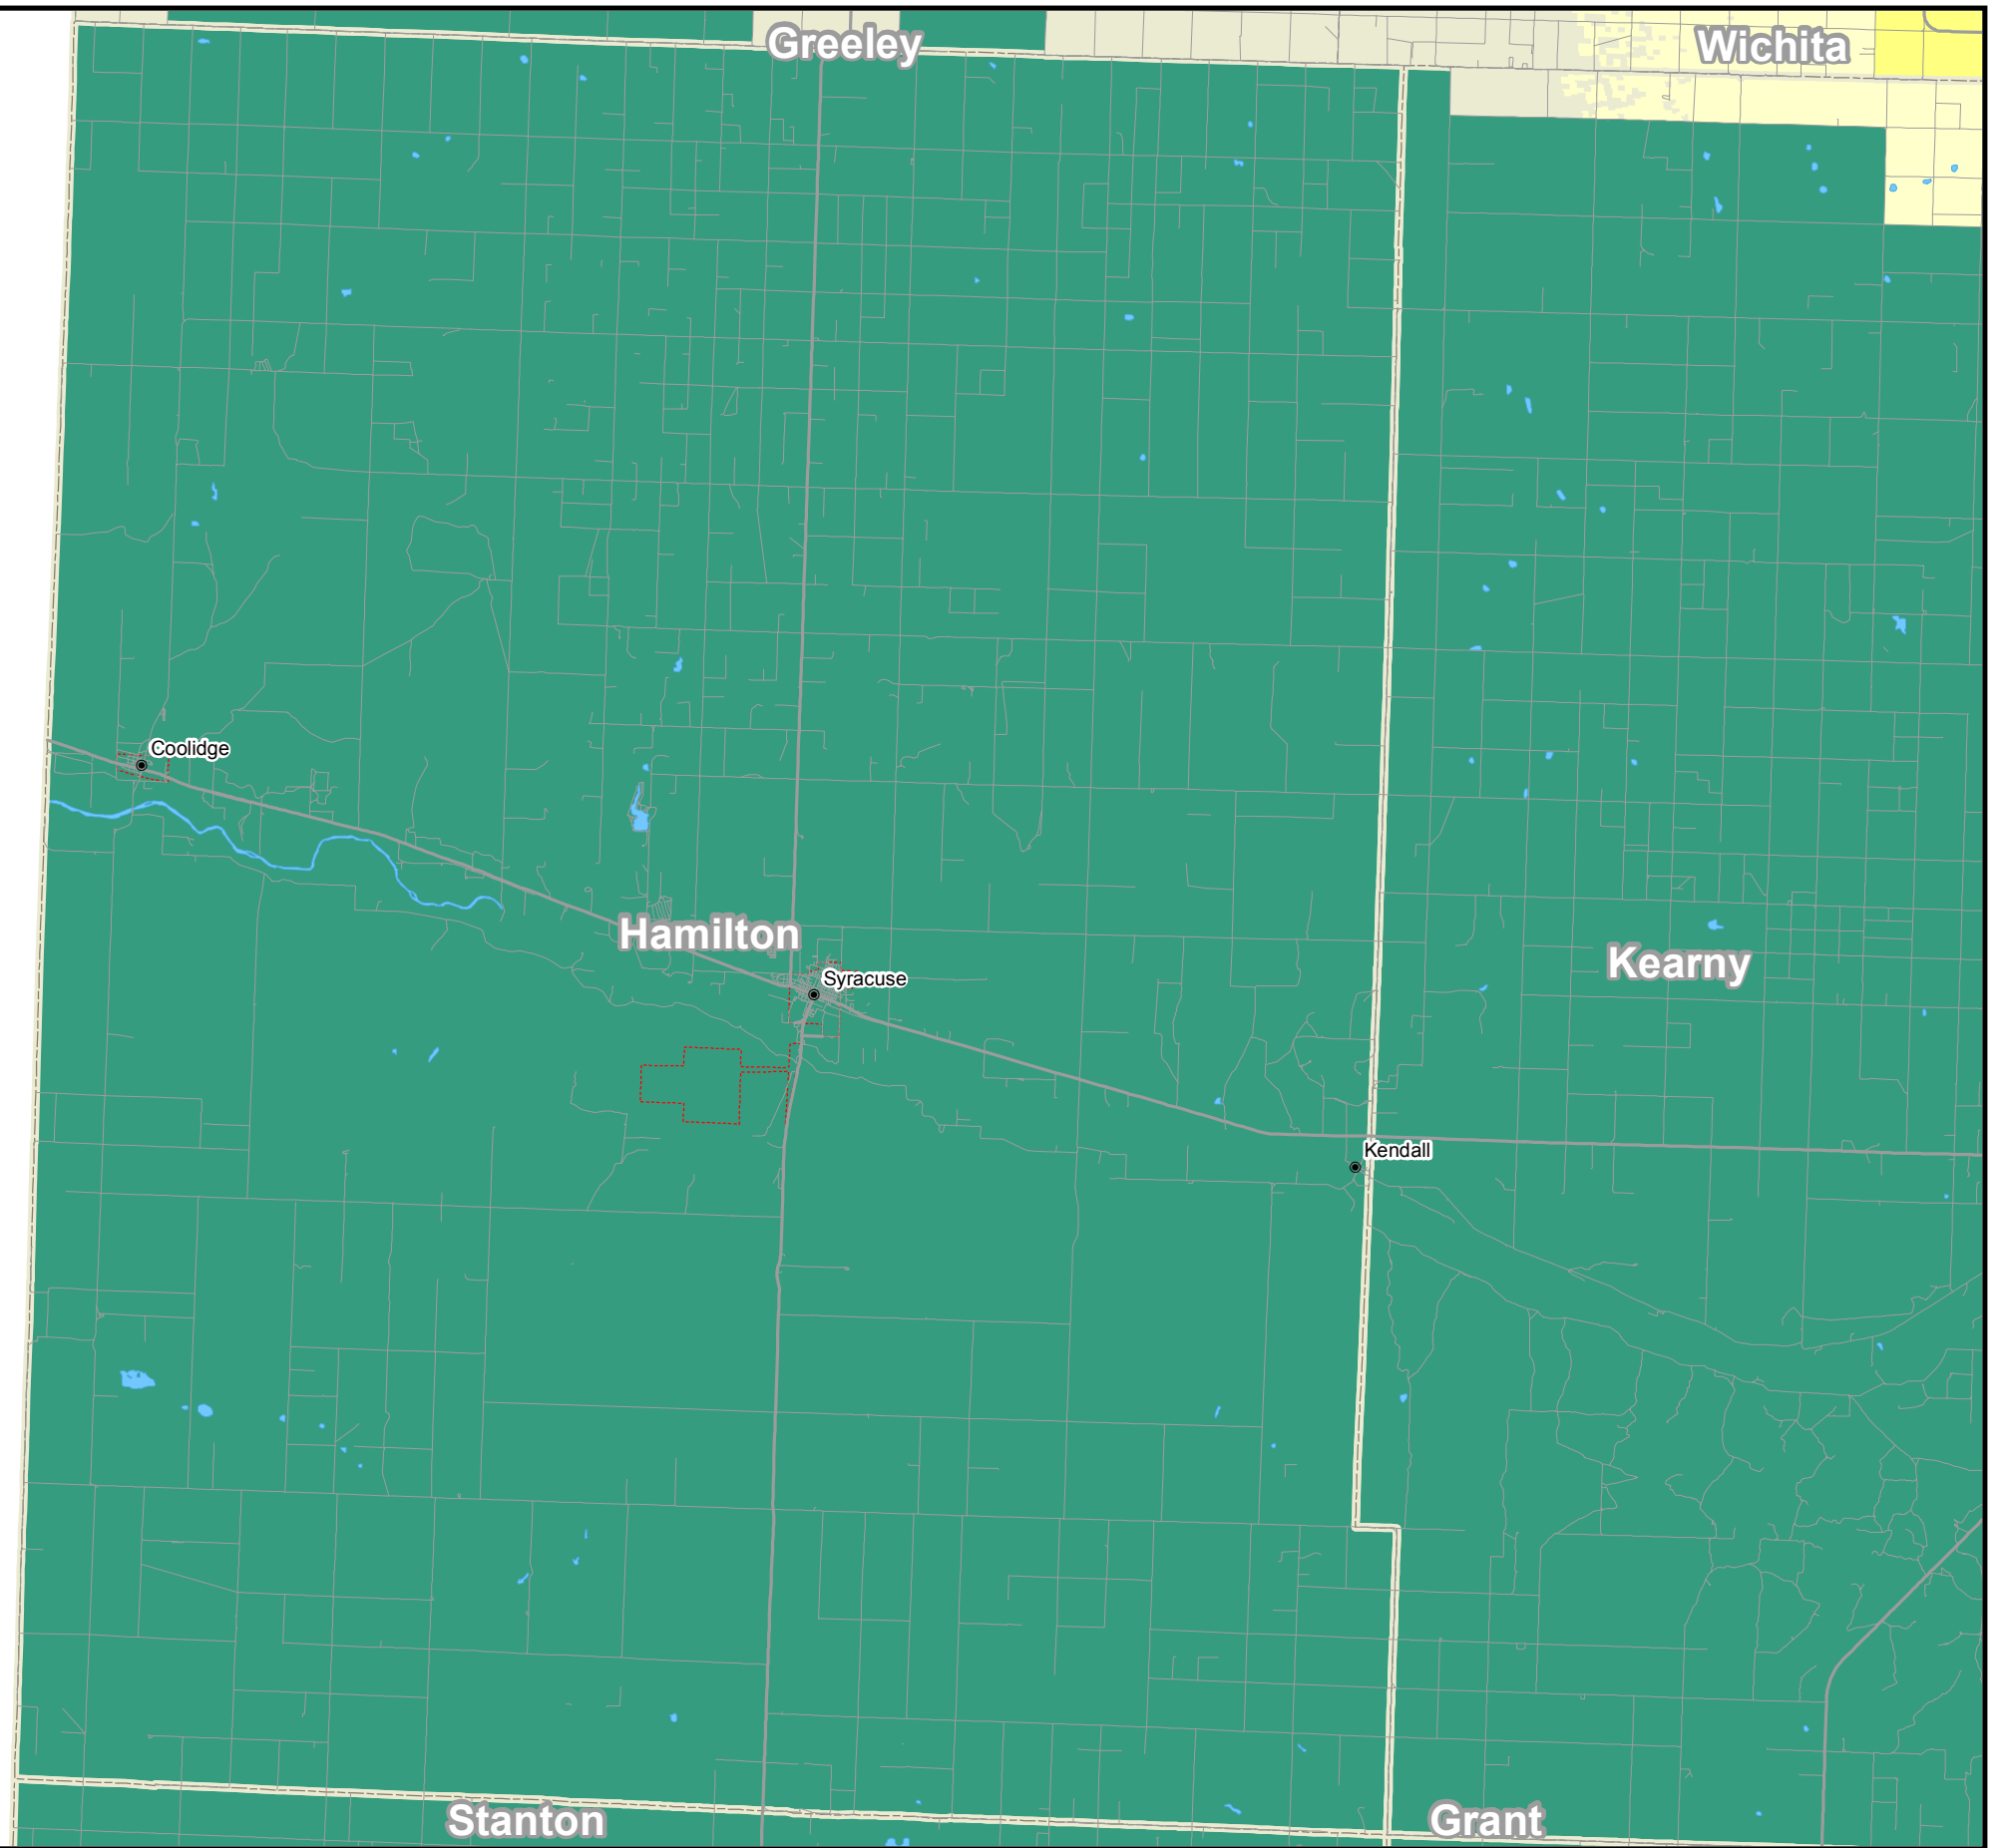 Greeley
Wichita
Coolidge
Hamilton
Syracuse
Kearny
Kendall
Stanton
Grant